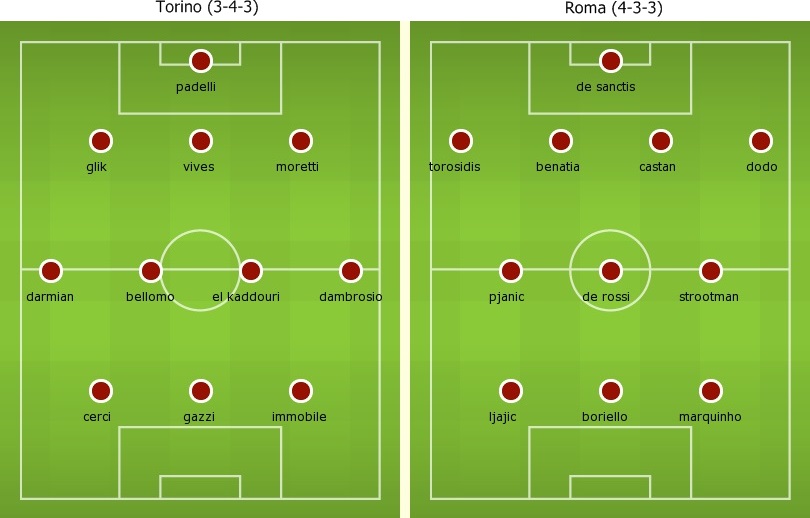 Torino (3-4-3)
padelli
glik vives moretti
darmian bellomo el kaddouri dambrosio
cerci gazzi immobile
Roma (4-3-3)
de sanctis
torosidis benatia castan dodo
pjanic de rossi strootman
ljajic boriello marquinho